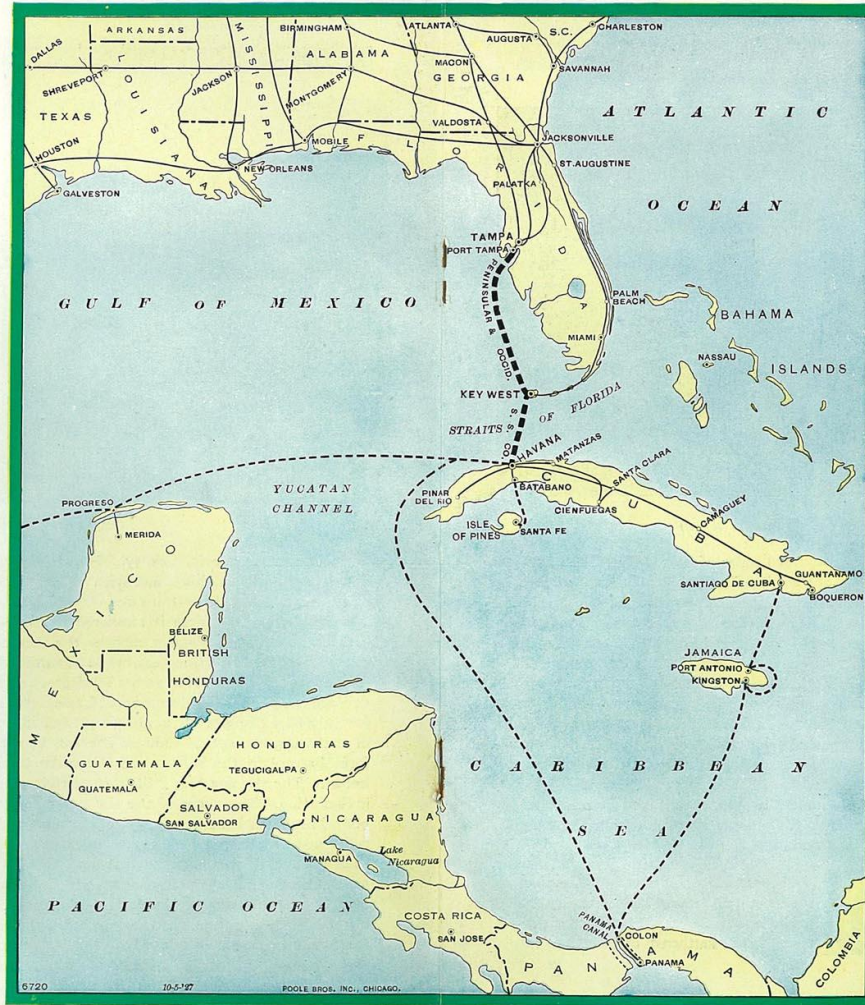 ARKANSAS
BIRMINGHAM
ATLANTA
S.C.
CHARLESTON
AUGUSTA
DALLAS
MISSISSIPPI
ALABAMA
MACON
SHREVEPORT
JACKSON
MONTGOMERY
GEORGIA
SAVANNAH
TEXAS
LOUISIANA
VALDOSTA
ATLANTIC
MOBILE
FLORIDA
JACKSONVILLE
HOUSTON
NEW ORLEANS
ST. AUGUSTINE
GALVESTON
PALATKA
OCEAN
TAMPA
PORT TAMPA
PENINSULAR & OCCID. S. S. CO.
GULF OF MEXICO
PALM
BEACH
BAHAMA
MIAMI
NASSAU
ISLANDS
KEY WEST
STRAITS OF FLORIDA
HAVANA
MATANZAS
SANTA CLARA
YUCATAN
CHANNEL
PINAR
DEL RIO
BATABANO
CUBA
CIENFUEGAS
PROGRESO
ISLE
OF PINES
SANTA FE
CAMAGUEY
MERIDA
MEXICO
GUANTANAMO
SANTIAGO DE CUBA
BOQUERON
BELIZE
BRITISH
HONDURAS
JAMAICA
PORT ANTONIO
KINGSTON
HONDURAS
GUATEMALA
TEGUCIGALPA
GUATEMALA
CARIBBEAN
SALVADOR
SAN SALVADOR
NICARAGUA
SEA
MANAGUA
Lake
Nicaragua
PACIFIC OCEAN
COSTA RICA
SAN JOSE
PANAMA
CANAL
COLON
PANAMA
PANAMA
COLOMBIA
6720
10-5-'27
POOLE BROS. INC., CHICAGO.